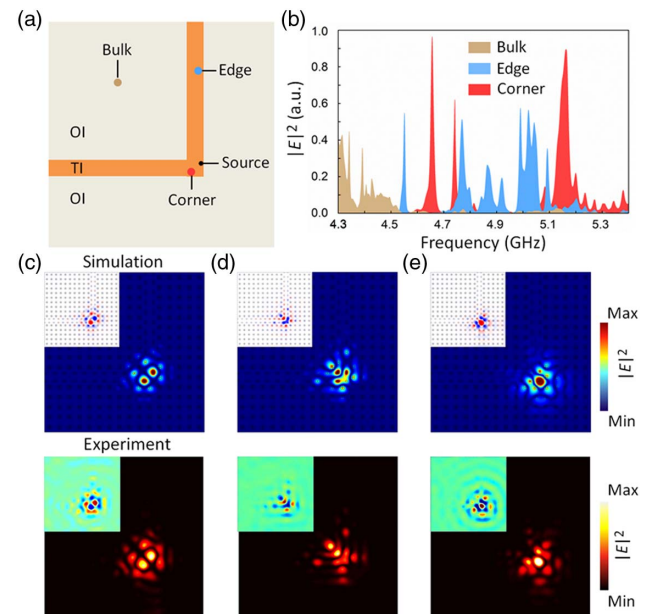 (a)
Bulk
Edge
OI
TI
Source
OI
Corner
(b)
|E|² (a.u.)
1.0
0.8
0.6
0.4
0.2
0.0
Bulk
Edge
Corner
4.3
4.5
4.7
4.9
5.1
5.3
Frequency (GHz)
(c)
Simulation
(d)
(e)
Max
|E|²
Min
Experiment
Max
|E|²
Min